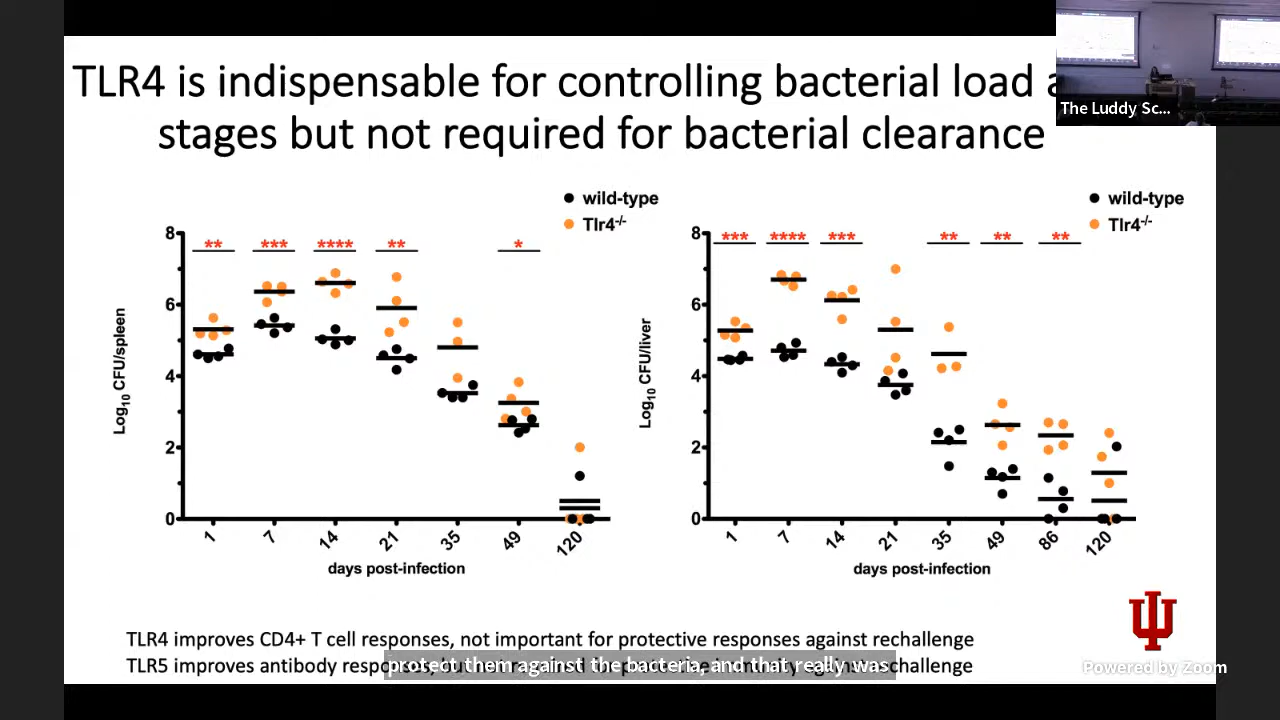 TLR4 is indispensable for controlling bacterial load a
stages but not required for bacterial clearance
The Luddy Sc...
wild-type
Tlr4-/-
8
6
4
2
0
Log10 CFU/spleen
** *** **** ** *
1 7 14 21 35 49 120
days post-infection
wild-type
Tlr4-/-
8
6
4
2
0
Log10 CFU/liver
*** **** *** ** ** **
1 7 14 21 35 49 86 120
days post-infection
TLR4 improves CD4+ T cell responses, not important for protective responses against rechallenge
TLR5 improves antibody
protect them against the bacteria, and that really was
Powered by Zoom